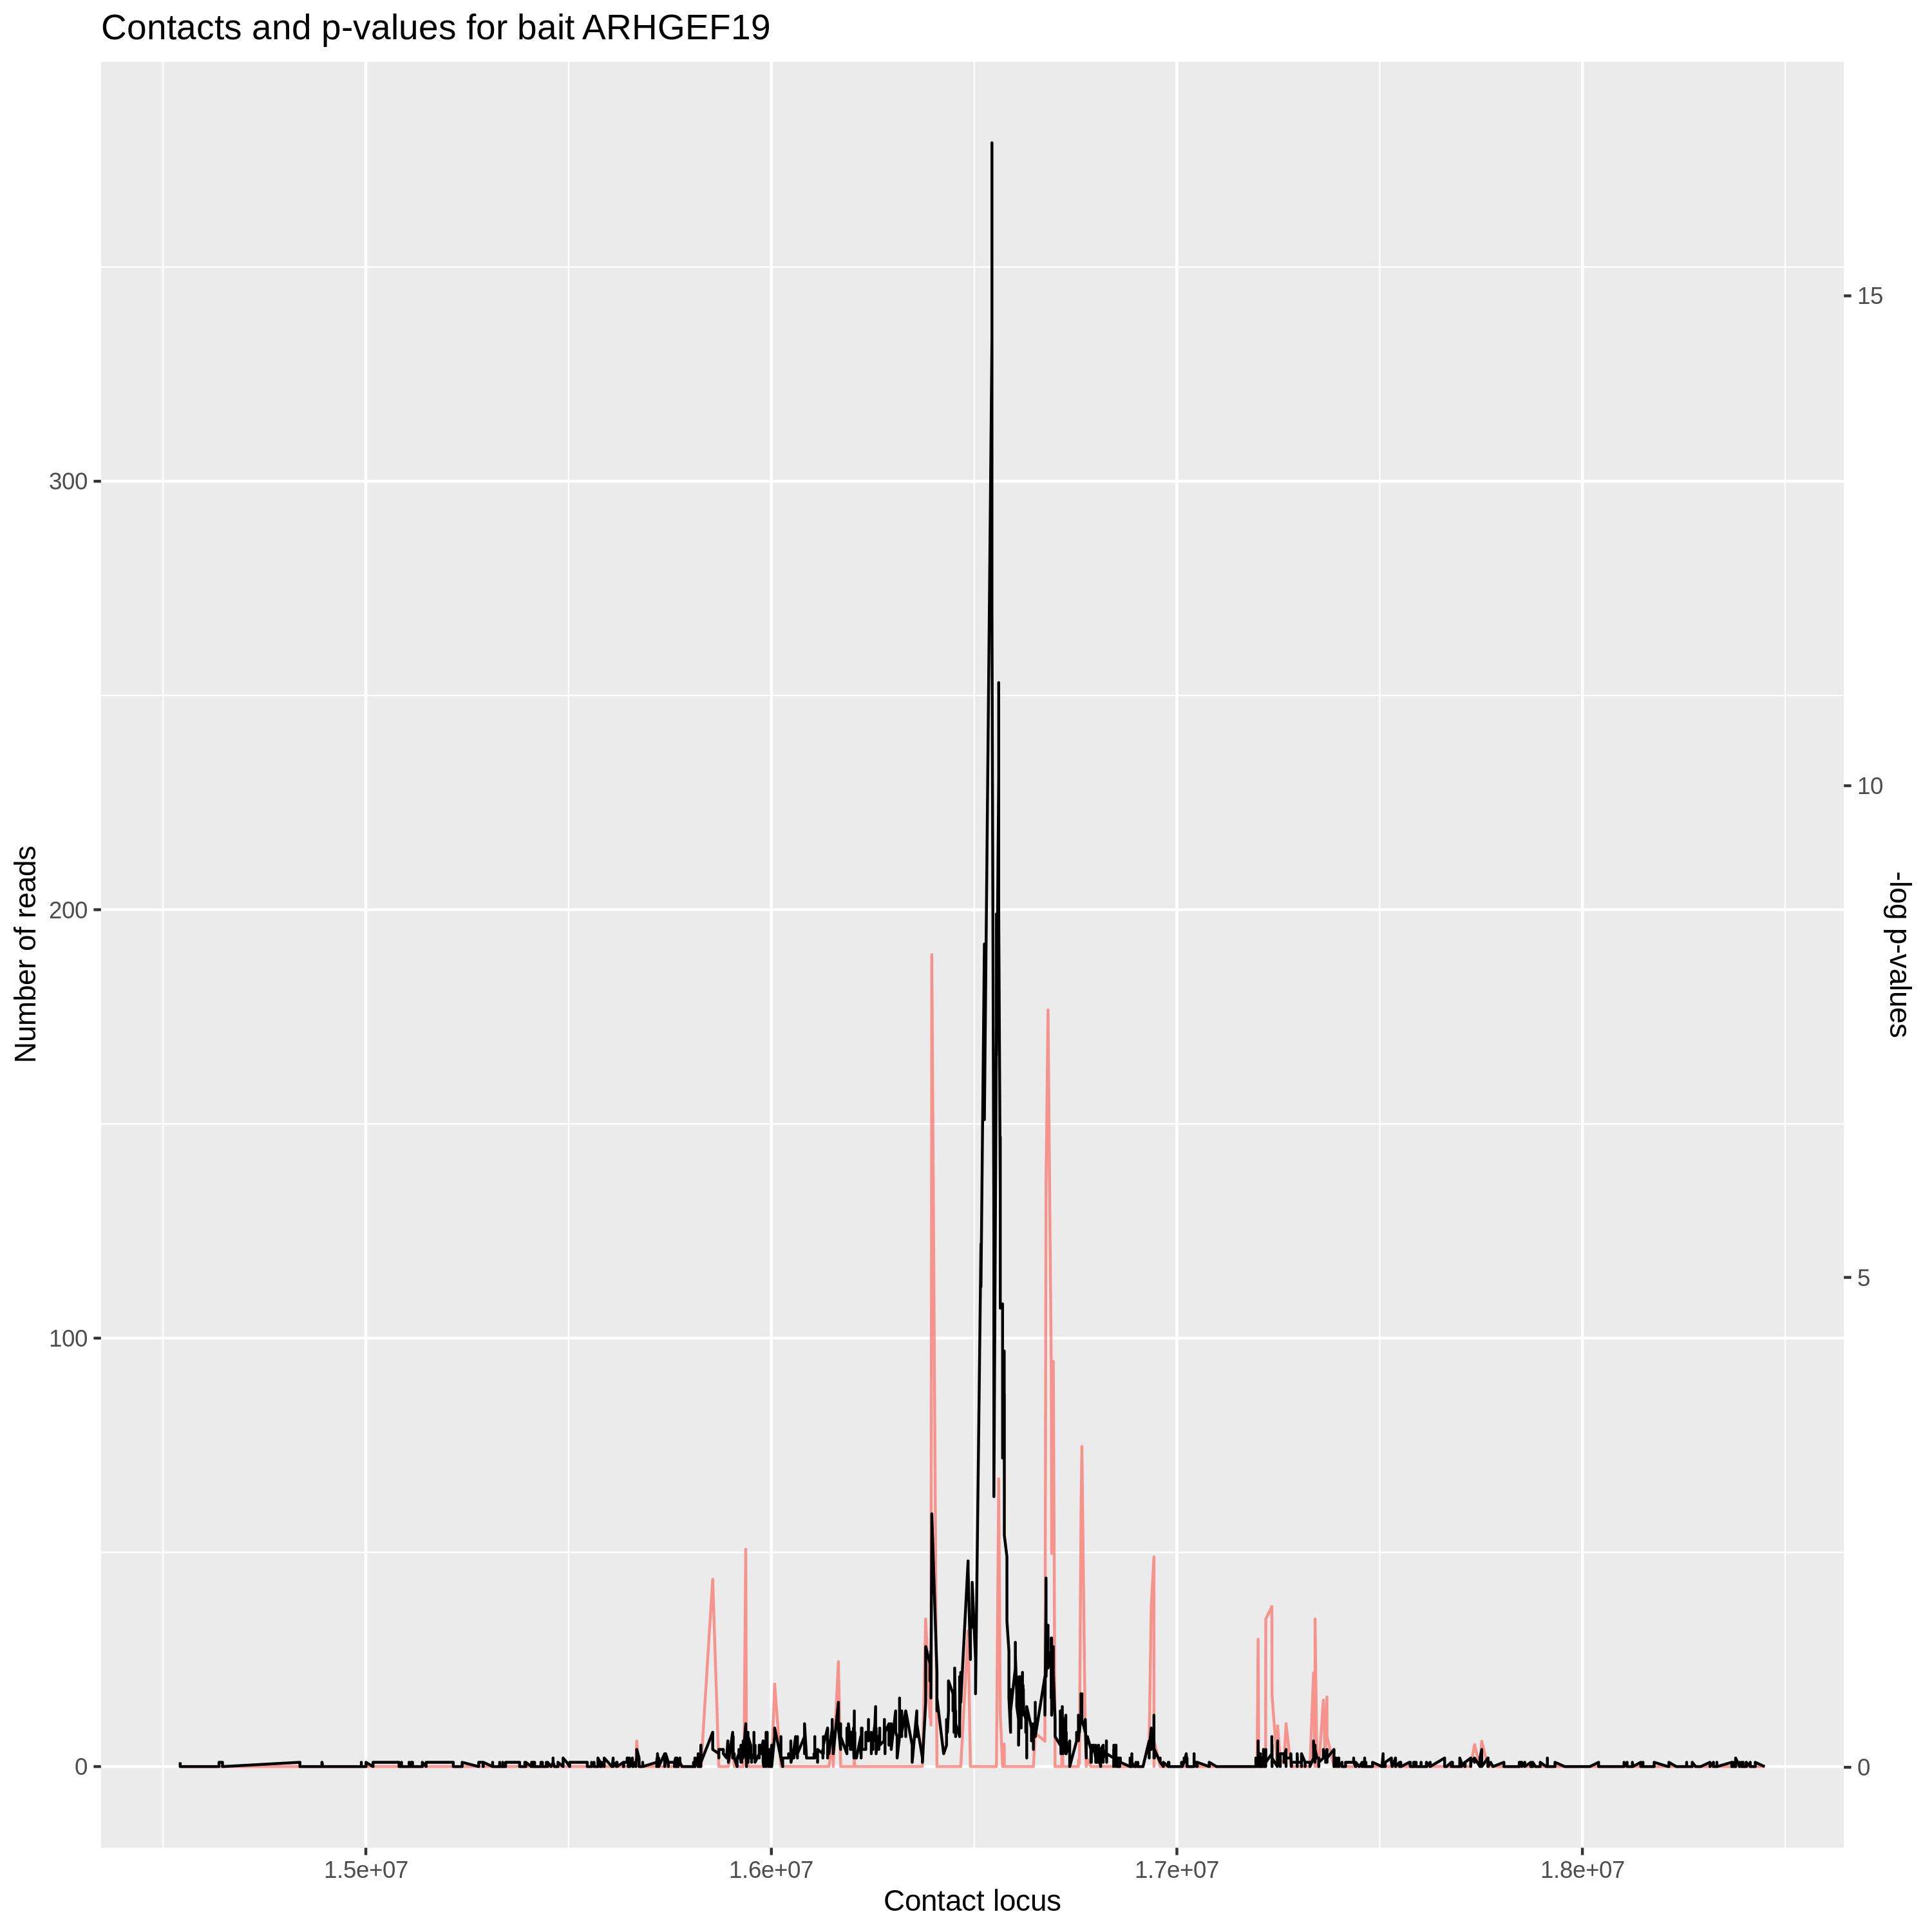 Contacts and p-values for bait ARHGEF19
300
200
100
0
Number of reads
15
10
5
0
-log p-values
1.5e+07
1.6e+07
1.7e+07
1.8e+07
Contact locus